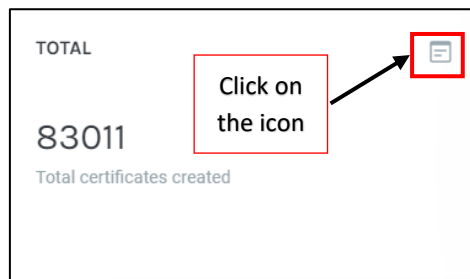 TOTAL
Click on
the icon
83011
Total certificates created